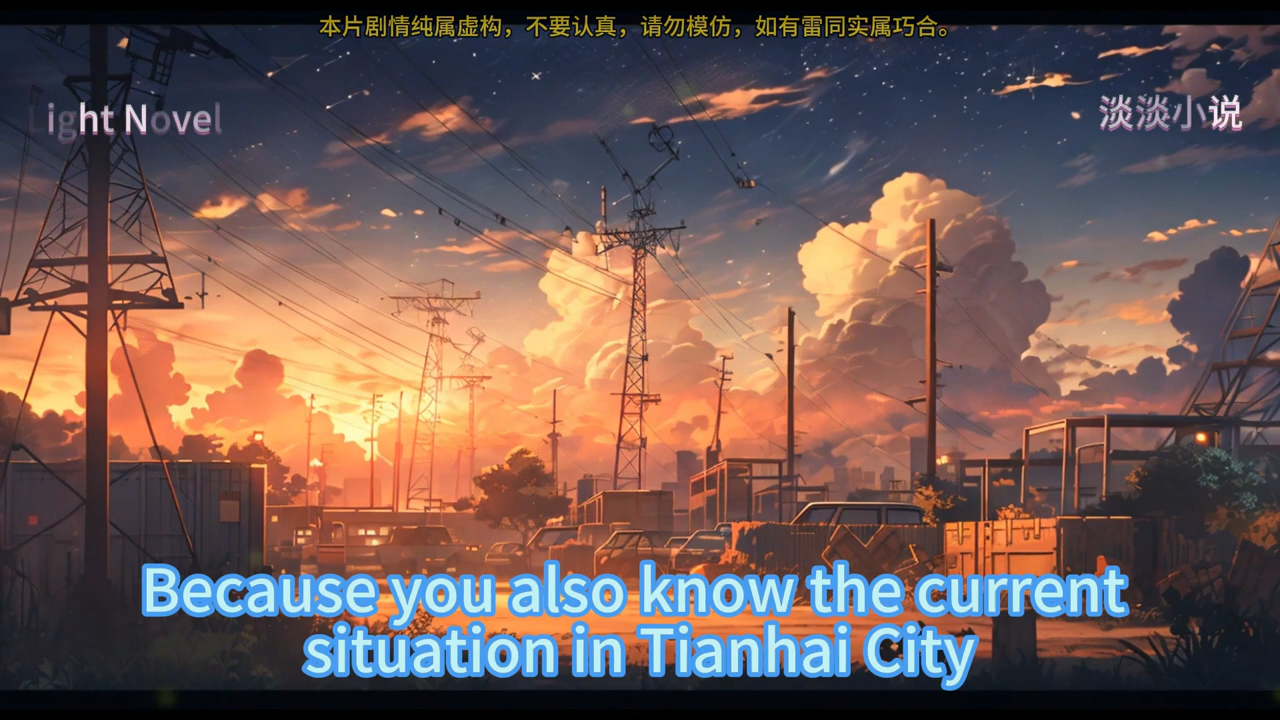 本片剧情纯属虚构，不要认真，请勿模仿，如有雷同实属巧合。
Light Novel
淡淡小说
Because you also know the current
situation in Tianhai City